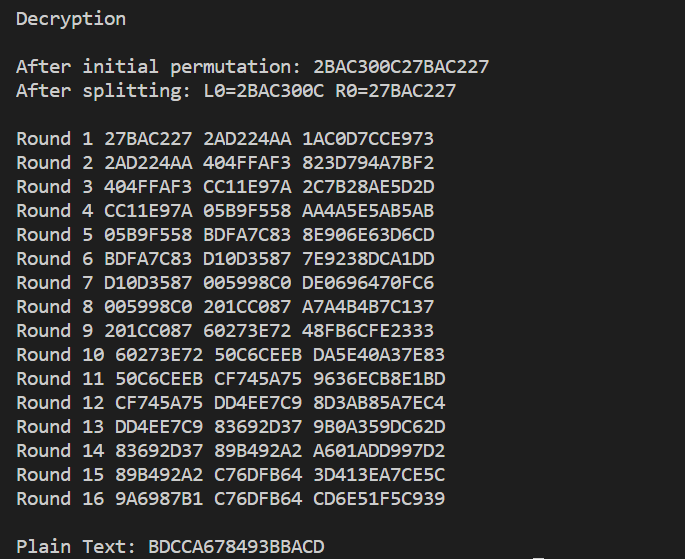 Decryption
After initial permutation: 2BAC300C27BAC227
After splitting: L0=2BAC300C R0=27BAC227
Round 1 27BAC227 2AD224AA 1AC0D7CCE973
Round 2 2AD224AA 404FFAF3 823D794A7BF2
Round 3 404FFAF3 CC11E97A 2C7B28AE5D2D
Round 4 CC11E97A 05B9F558 AA4A5E5AB5AB
Round 5 05B9F558 BDFA7C83 8E906E63D6CD
Round 6 BDFA7C83 D10D3587 7E9238DCA1DD
Round 7 D10D3587 005998C0 DE0696470FC6
Round 8 005998C0 201CC087 A7A4B4B7C137
Round 9 201CC087 60273E72 48FB6CFE2333
Round 10 60273E72 50C6CEEB DA5E40A37E83
Round 11 50C6CEEB CF745A75 9636ECB8E1BD
Round 12 CF745A75 DD4EE7C9 8D3AB85A7EC4
Round 13 DD4EE7C9 83692D37 9B0A359DC62D
Round 14 83692D37 89B492A2 A601ADD997D2
Round 15 89B492A2 C76DFB64 3D413EA7CE5C
Round 16 9A6987B1 C76DFB64 CD6E51F5C939
Plain Text: BDCCA678493BBACD